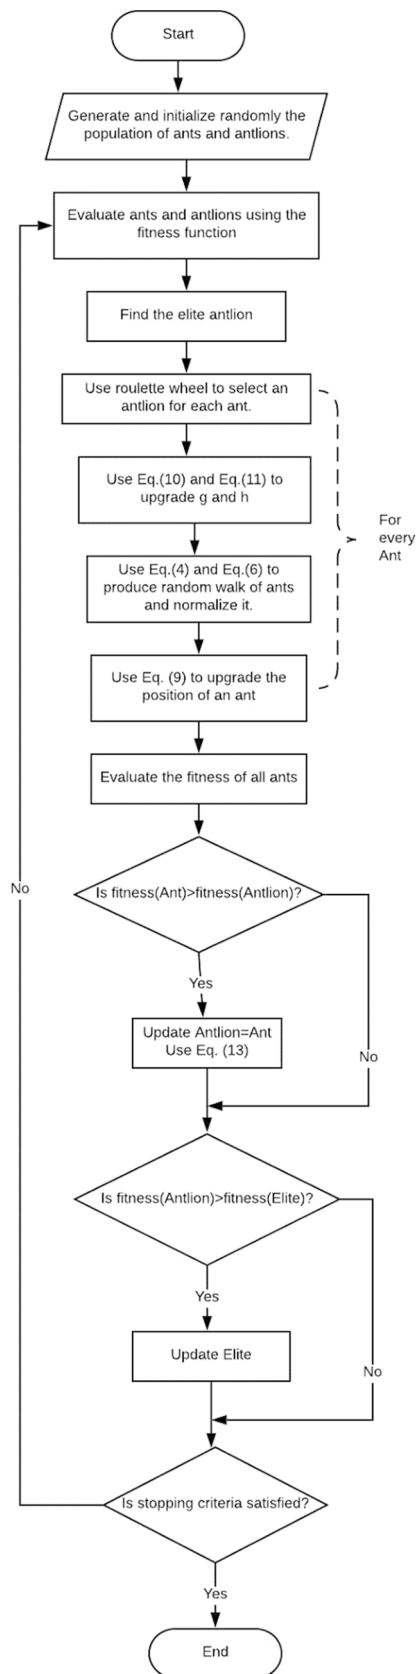 Start
Generate and initialize randomly the
population of ants and antlions.
Evaluate ants and antlions using the
fitness function
Find the elite antlion
Use roulette wheel to select an
antlion for each ant.
Use Eq.(10) and Eq.(11) to
upgrade g and h
For
every
Ant
Use Eq.(4) and Eq.(6) to
produce random walk of ants
and normalize it.
Use Eq. (9) to upgrade the
position of an ant
Evaluate the fitness of all ants
Is fitness(Ant)>fitness(Antlion)?
No
Yes
Update Antlion=Ant
Use Eq. (13)
No
Is fitness(Antlion)>fitness(Elite)?
Yes
Update Elite
No
Is stopping criteria satisfied?
Yes
End